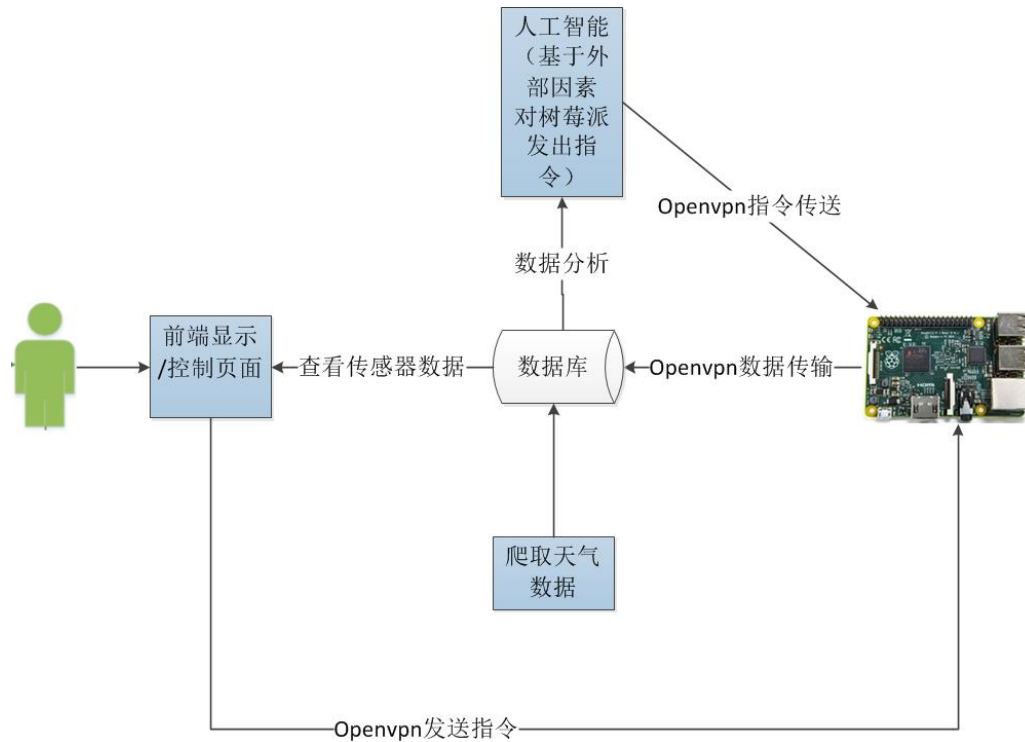 人工智能
（基于外
部因素
对树莓派
发出指
令）
Openvpn指令传送
数据分析
前端显示
/控制页面
查看传感器数据
数据库
Openvpn数据传输
爬取天气
数据
Openvpn发送指令